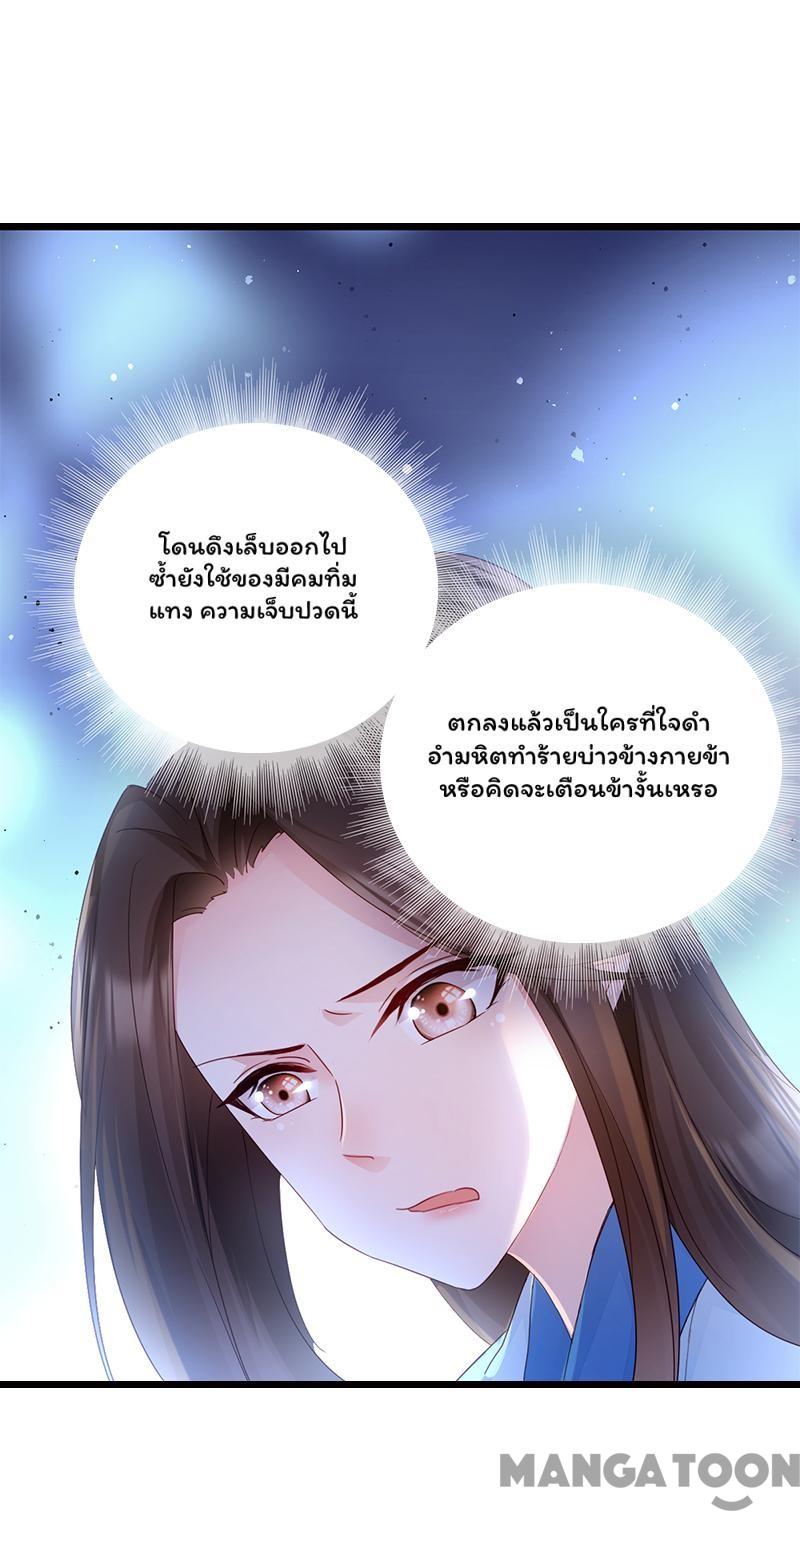 โดนดึงเล็บออกไป
ซ้ำยังใช้ของมีคมทิ่ม
แทง ความเจ็บปวดนี้
ตกลงแล้วเป็นใครที่ใจดำ
อำมหิตทำร้ายบ่าวข้างกายข้า
หรือคิดจะเตือนข้างั้นเหรอ
MANGATOON